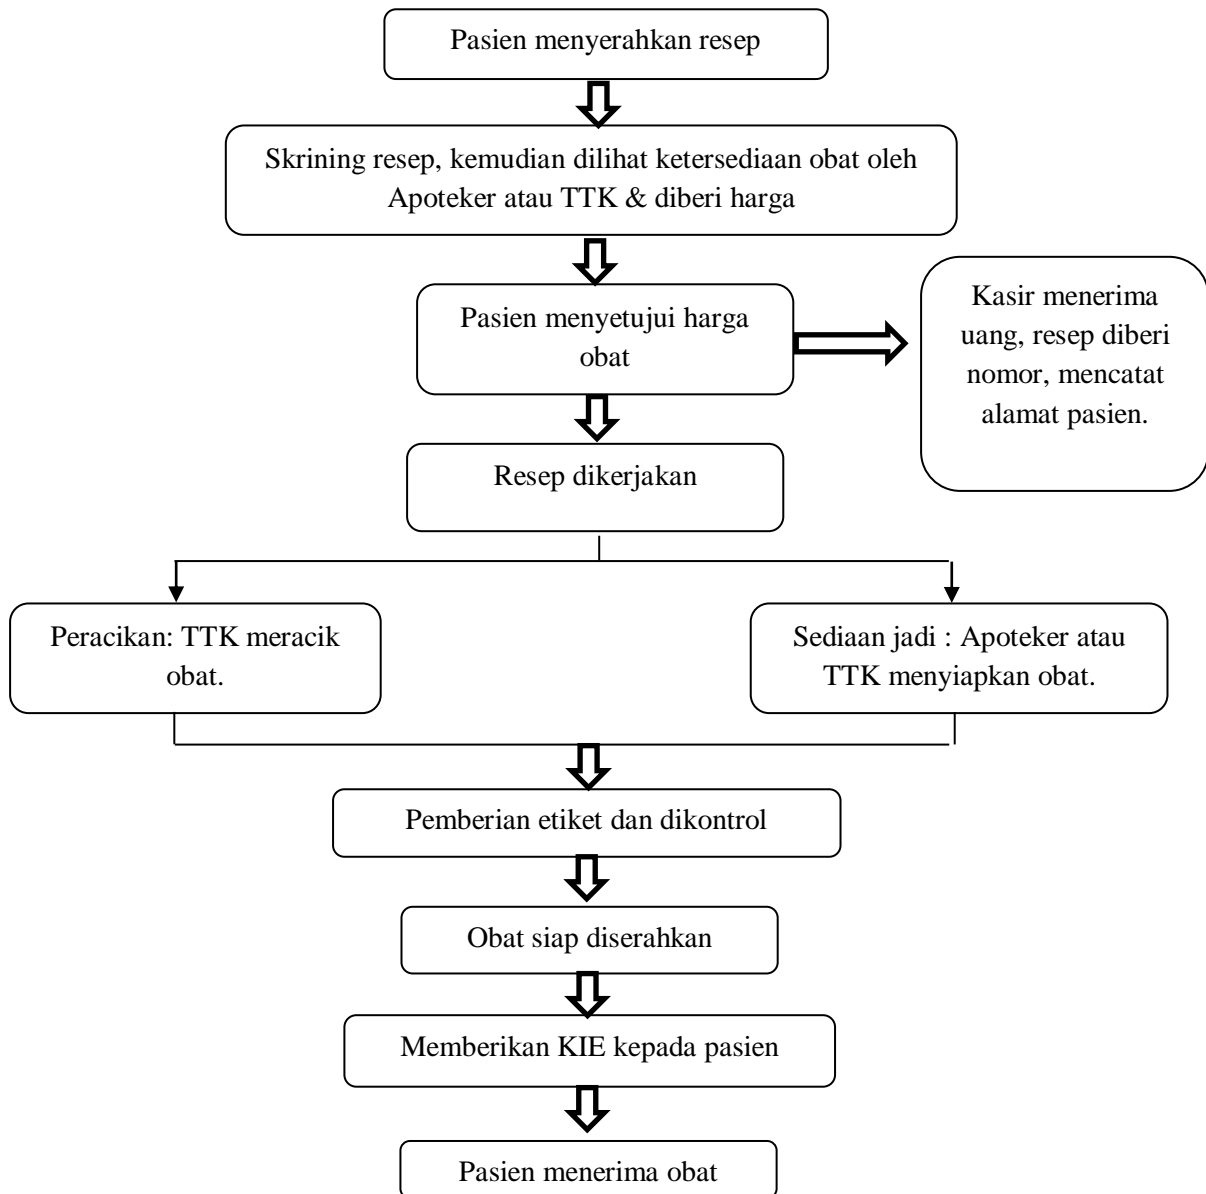 Pasien menyerahkan resep
Skrining resep, kemudian dilihat ketersediaan obat oleh
Apoteker atau TTK & diberi harga
Pasien menyetujui harga
obat
Kasir menerima
uang, resep diberi
nomor, mencatat
alamat pasien.
Resep dikerjakan
Peracikan: TTK meracik
obat.
Sediaan jadi : Apoteker atau
TTK menyiapkan obat.
Pemberian etiket dan dikontrol
Obat siap diserahkan
Memberikan KIE kepada pasien
Pasien menerima obat